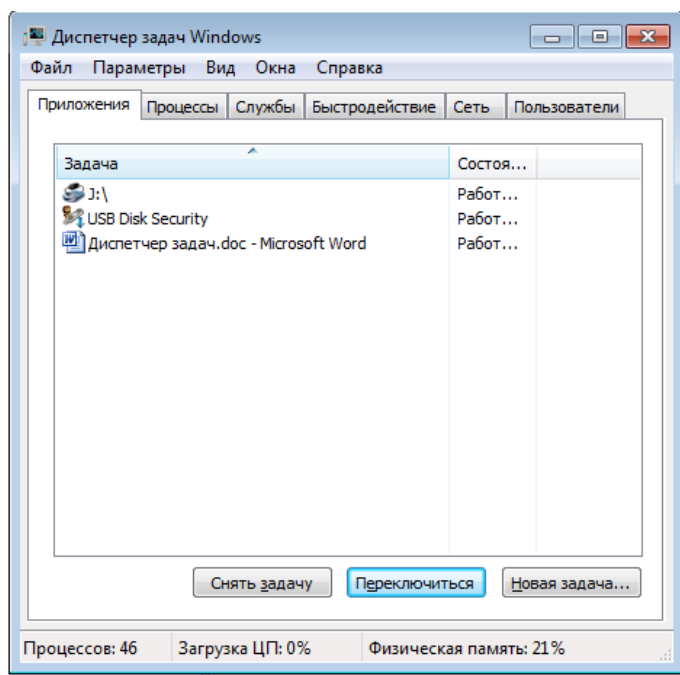 Диспетчер задач Windows
Файл Параметры Вид Окна Справка
Приложения Процессы Службы Быстродействие Сеть Пользователи
Задача Состоя...
J:\ Работ...
USB Disk Security Работ...
Диспетчер задач.doc - Microsoft Word Работ...
Снять задачу Переключиться Новая задача...
Процессов: 46 Загрузка ЦП: 0% Физическая память: 21%